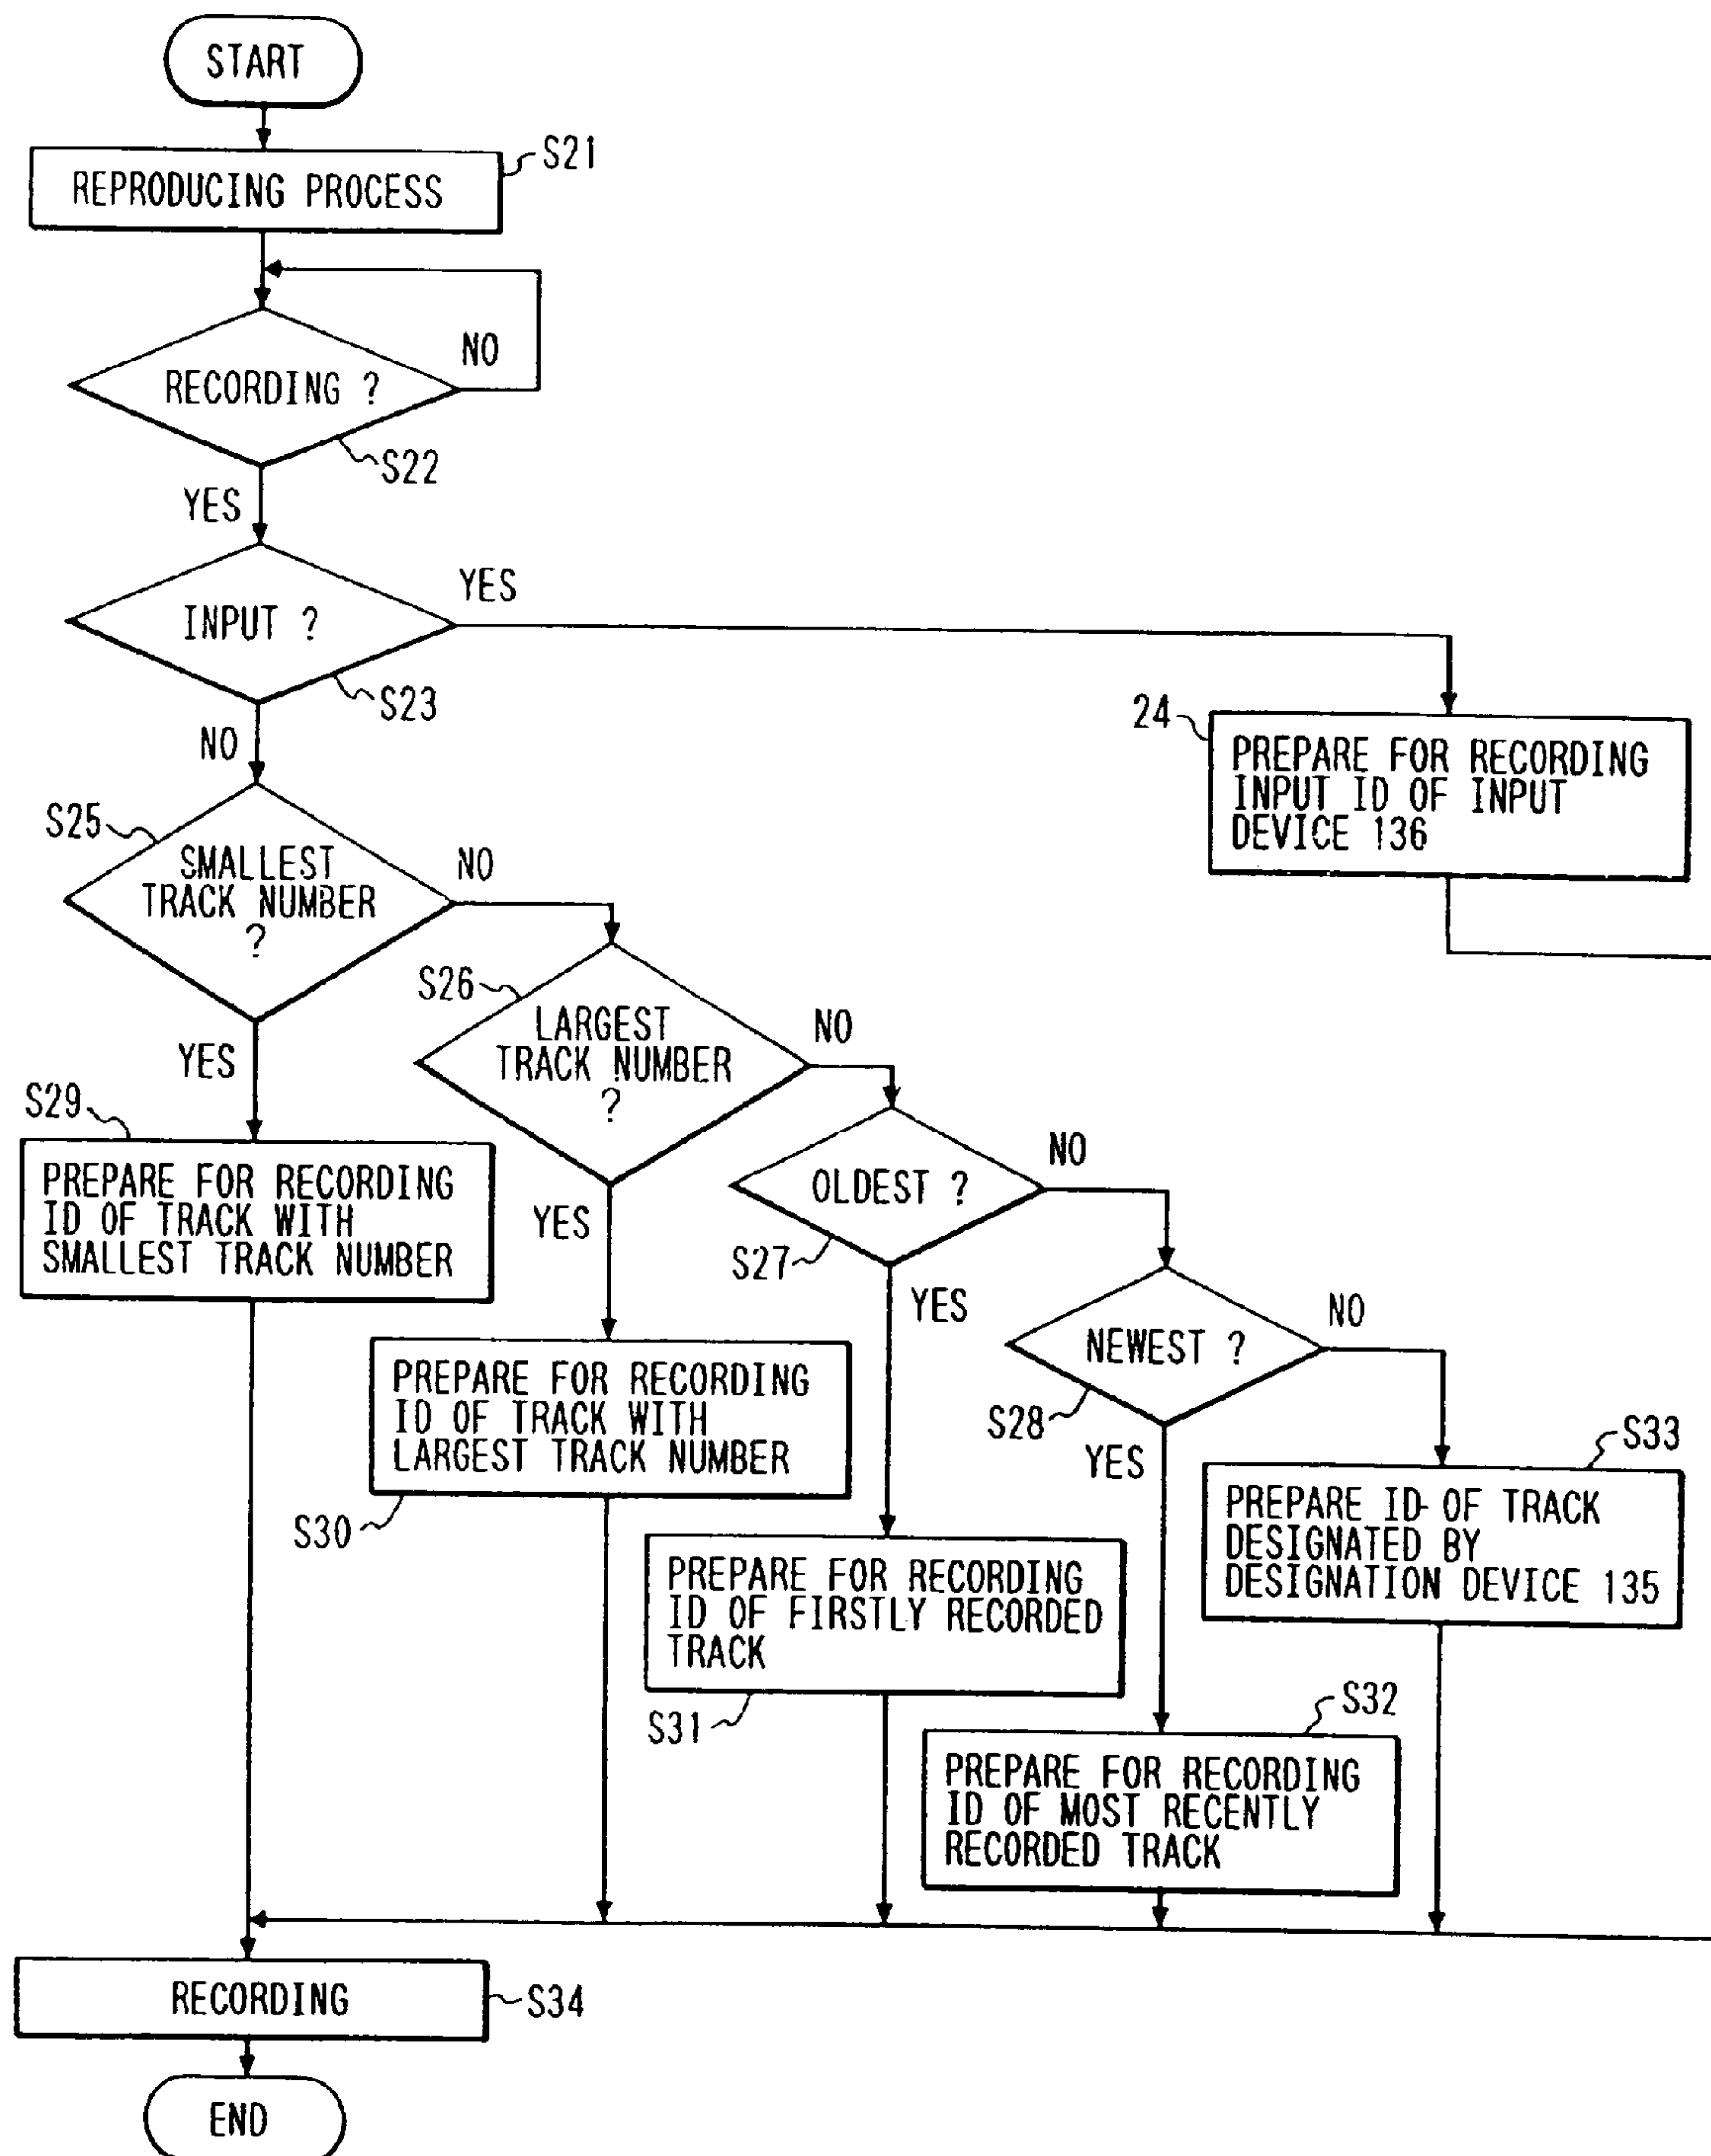 START
S21
REPRODUCING PROCESS
NO
RECORDING ?
S22
YES
YES
INPUT ?
S23
24
PREPARE FOR RECORDING
INPUT ID OF INPUT
DEVICE 136
NO
S25
SMALLEST
TRACK NUMBER
?
NO
S26
LARGEST
TRACK NUMBER
?
NO
YES
S29
PREPARE FOR RECORDING
ID OF TRACK WITH
SMALLEST TRACK NUMBER
OLDEST ?
NO
S27
YES
YES
NEWEST ?
NO
S28
PREPARE FOR RECORDING
ID OF TRACK WITH
LARGEST TRACK NUMBER
S30
YES
S33
PREPARE ID OF TRACK
DESIGNATED BY
DESIGNATION DEVICE 135
PREPARE FOR RECORDING
ID OF FIRSTLY RECORDED
TRACK
S31
S32
PREPARE FOR RECORDING
ID OF MOST RECENTLY
RECORDED TRACK
RECORDING
S34
END